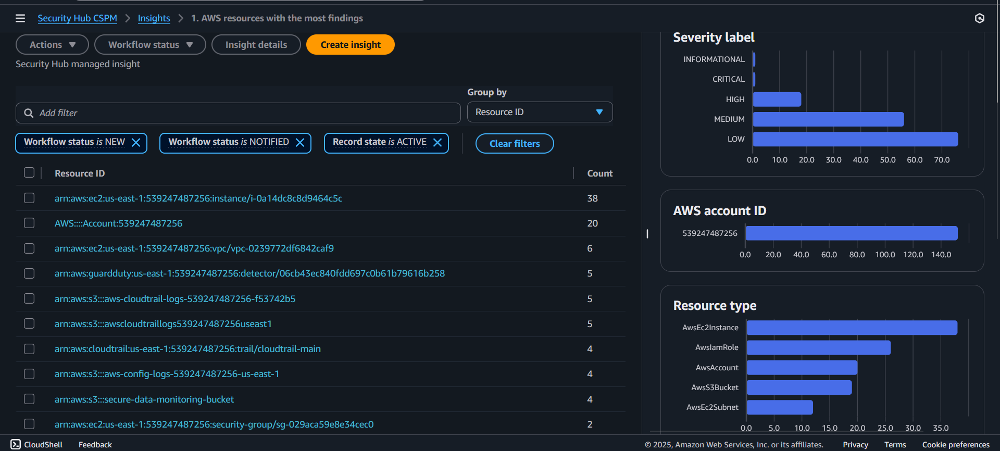 Security Hub CSPM > Insights > 1. AWS resources with the most findings
Actions Workflow status Insight details Create insight
Security Hub managed insight
Group by
Add filter
Resource ID
Workflow status is NEW
Workflow status is NOTIFIED
Record state is ACTIVE
Clear filters
Resource ID Count
arn:aws:ec2:us-east-1:539247487256:instance/i-0a14dc8c8d9464c5c 38
AWS::::Account:539247487256 20
arn:aws:ec2:us-east-1:539247487256:vpc/vpc-0239772df6842caf9 6
arn:aws:guardduty:us-east-1:539247487256:detector/06cb43ec840fdd697c0b61b79616b258 5
arn:aws:s3:::aws-cloudtrail-logs-539247487256-f53742b5 5
arn:aws:s3:::awscloudtraillogs539247487256useast1 5
arn:aws:cloudtrail:us-east-1:539247487256:trail/cloudtrail-main 4
arn:aws:s3:::aws-config-logs-539247487256-us-east-1 4
arn:aws:s3:::secure-data-monitoring-bucket 4
arn:aws:ec2:us-east-1:539247487256:security-group/sg-029aca59e8e34cec0 2
Severity label
INFORMATIONAL
CRITICAL
HIGH
MEDIUM
LOW
0.0 10.0 20.0 30.0 40.0 50.0 60.0 70.0
AWS account ID
539247487256
0.0 20.0 40.0 60.0 80.0 100.0 120.0 140.0
Resource type
AwsEc2Instance
AwsIamRole
AwsAccount
AwsS3Bucket
AwsEc2Subnet
0.0 5.0 10.0 15.0 20.0 25.0 30.0 35.0
CloudShell Feedback © 2025, Amazon Web Services, Inc. or its affiliates. Privacy Terms Cookie preferences